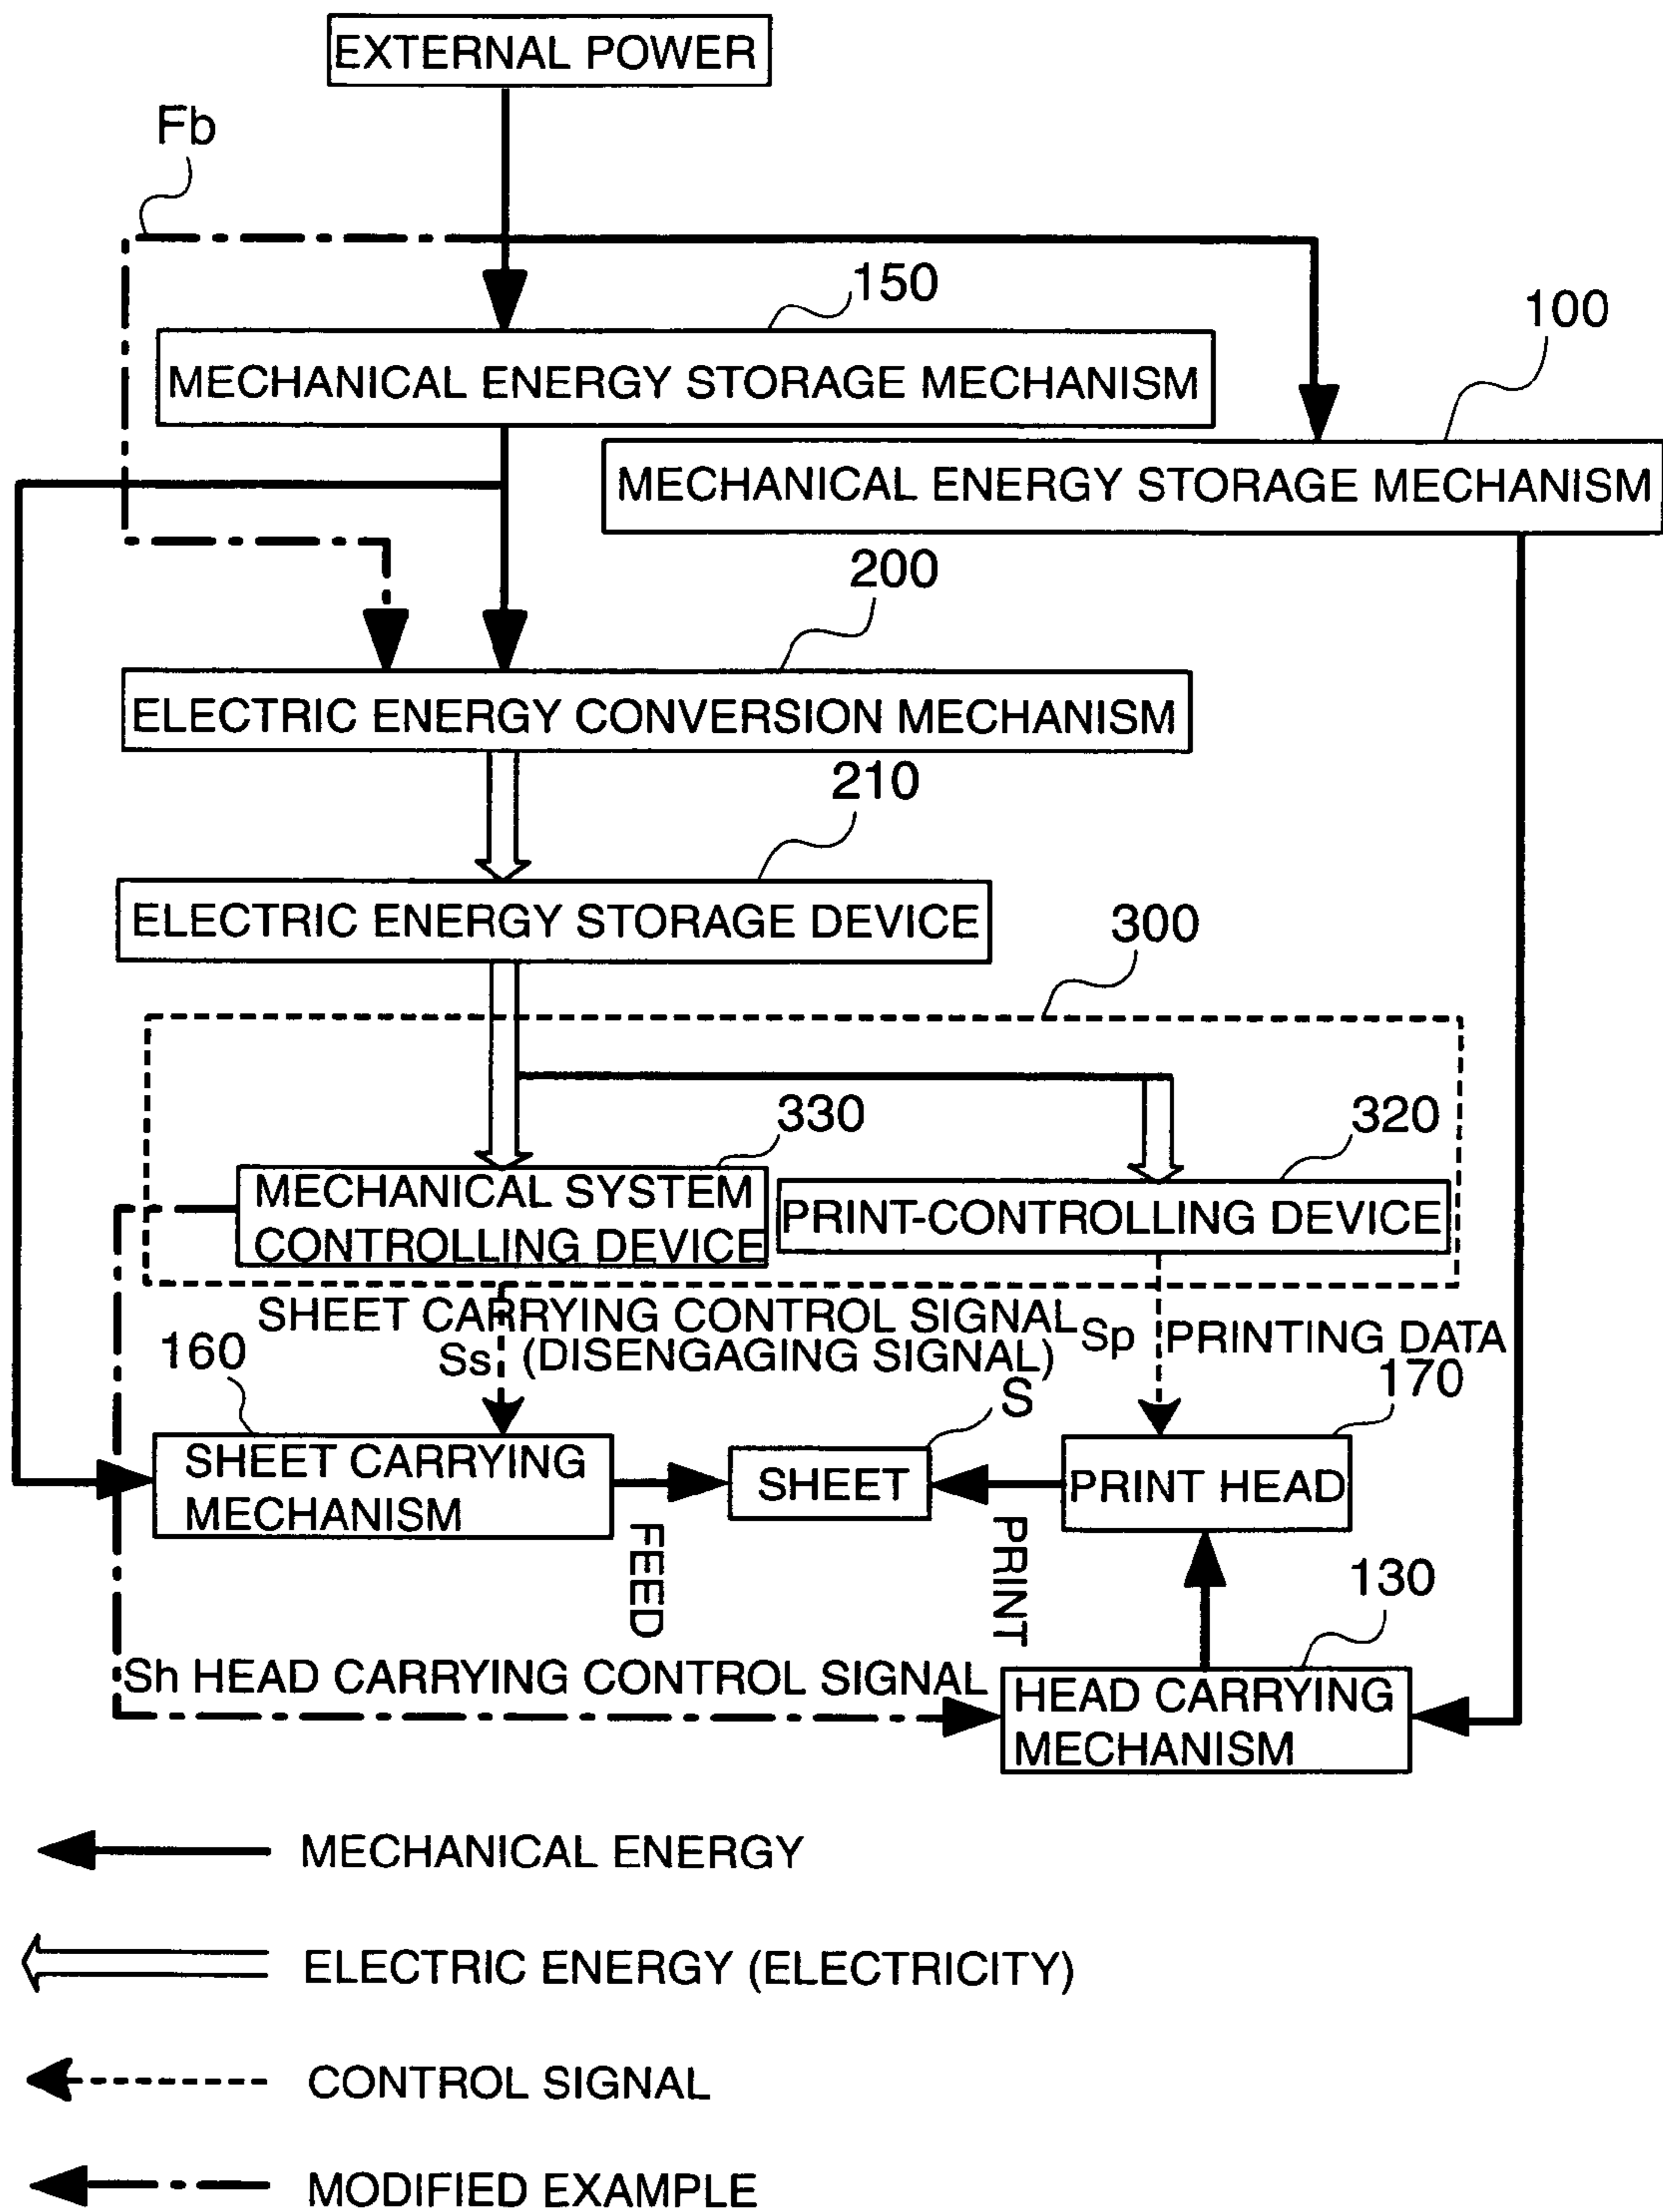 EXTERNAL POWER
Fb
150
100
MECHANICAL ENERGY STORAGE MECHANISM
MECHANICAL ENERGY STORAGE MECHANISM
200
ELECTRIC ENERGY CONVERSION MECHANISM
210
ELECTRIC ENERGY STORAGE DEVICE
300
330
320
MECHANICAL SYSTEM
CONTROLLING DEVICE
PRINT-CONTROLLING DEVICE
SHEET CARRYING CONTROL SIGNAL
Ss (DISENGAGING SIGNAL)
Sp PRINTING DATA
160
S
170
SHEET CARRYING
MECHANISM
SHEET
PRINT HEAD
FEED
PRINT
130
Sh HEAD CARRYING CONTROL SIGNAL
HEAD CARRYING
MECHANISM
MECHANICAL ENERGY
ELECTRIC ENERGY (ELECTRICITY)
CONTROL SIGNAL
MODIFIED EXAMPLE